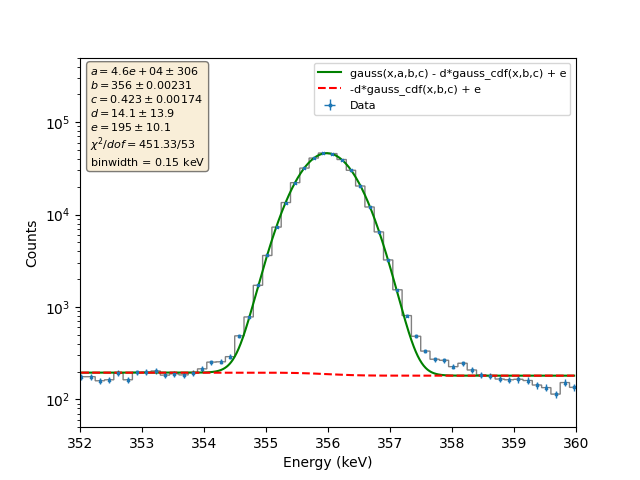 a = 4.6e + 04 ± 306
b = 356 ± 0.00231
c = 0.423 ± 0.00174
d = 14.1 ± 13.9
e = 195 ± 10.1
χ²/dof = 451.33/53
binwidth = 0.15 keV
gauss(x,a,b,c) - d*gauss_cdf(x,b,c) + e
-d*gauss_cdf(x,b,c) + e
Data
10⁵
10⁴
10³
10²
Counts
352 353 354 355 356 357 358 359 360
Energy (keV)